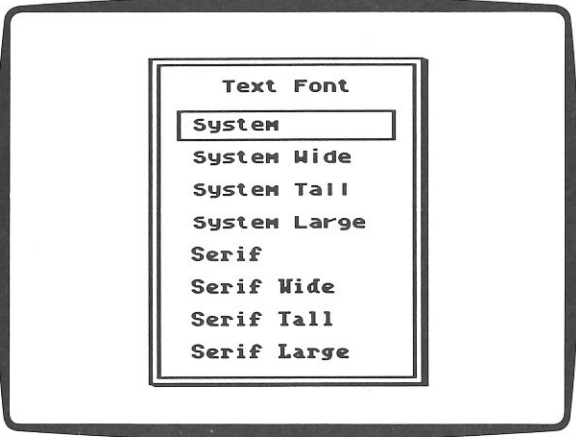 Text Font
System
System Wide
System Tall
System Large
Serif
Serif Wide
Serif Tall
Serif Large